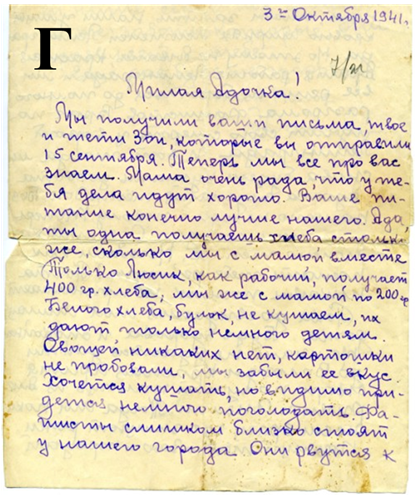 3го Октября 1941г.
Г
7/XI
Милая Адочка!
Мы получили ваши письма, твое
и тети Зои, которые вы отправили
15 сентября. Теперь мы все про вас
знаем. Мама очень рада, что у те-
бя дела идут хорошо. Ваше пи-
тание конечно лучше нашего. Ада
ты одна получаешь хлеба столько
же, сколько мы с мамой вместе
Только Люсик, как рабочий, получает
400 гр. хлеба, мы же с мамой по 200 гр
Белого хлеба, булок, не кушаем, их
дают только немного детям.
Овощей никаких нет, картошки
не пробовали, мы забыли ее вкус.
Хочется кушать, но видимо при-
дется немного поголодать. Фа-
шисты слишком близко стоят
у нашего города. Они рвутся к